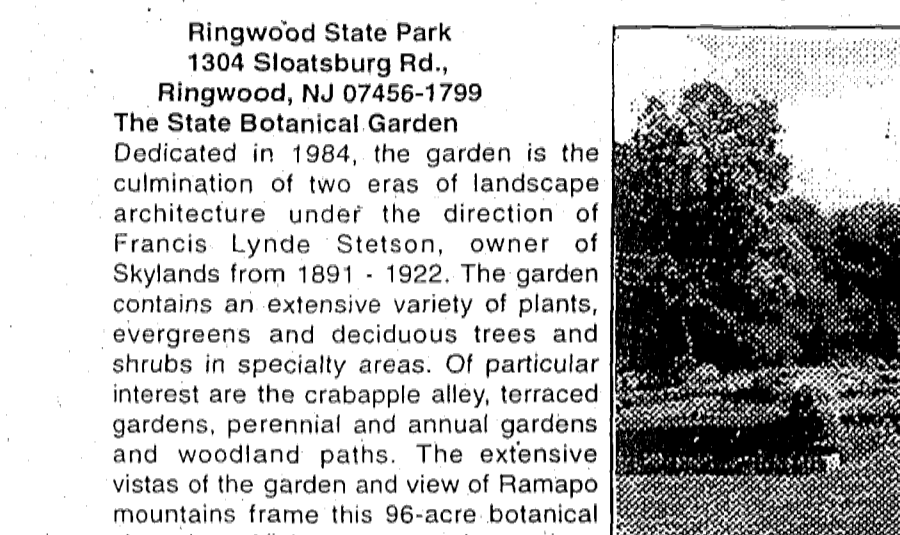 Ringwood State Park
1304 Sloatsburg Rd.,
Ringwood, NJ 07456-1799
The State Botanical Garden
Dedicated in 1984, the garden is the
culmination of two eras of landscape
architecture under the direction of
Francis Lynde Stetson, owner of
Skylands from 1891 - 1922. The garden
contains an extensive variety of plants,
evergreens and deciduous trees and
shrubs in specialty areas. Of particular
interest are the crabapple alley, terraced
gardens, perennial and annual gardens
and woodland paths. The extensive
vistas of the garden and view of Ramapo
mountains frame this 96-acre botanical